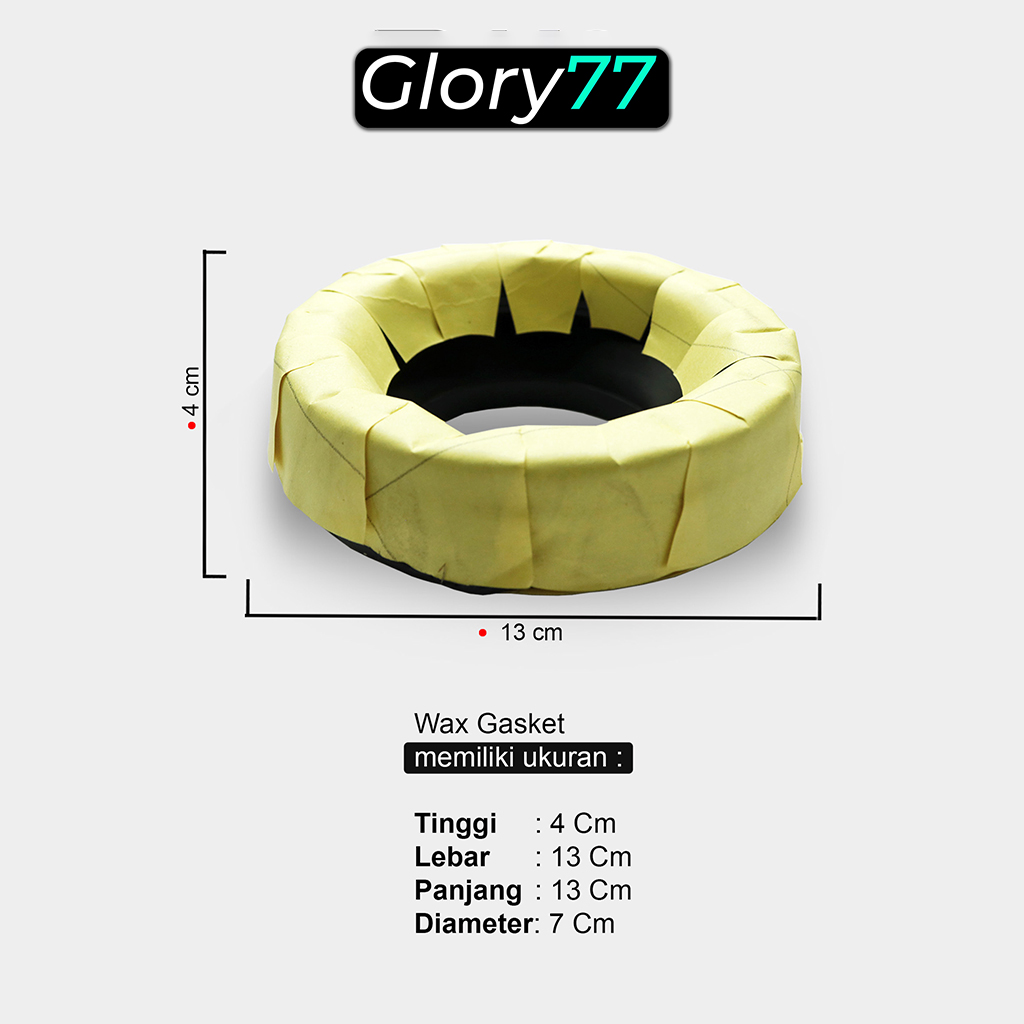 Glory77
4 cm
13 cm
Wax Gasket
memiliki ukuran :
Tinggi : 4 Cm
Lebar : 13 Cm
Panjang : 13 Cm
Diameter: 7 Cm